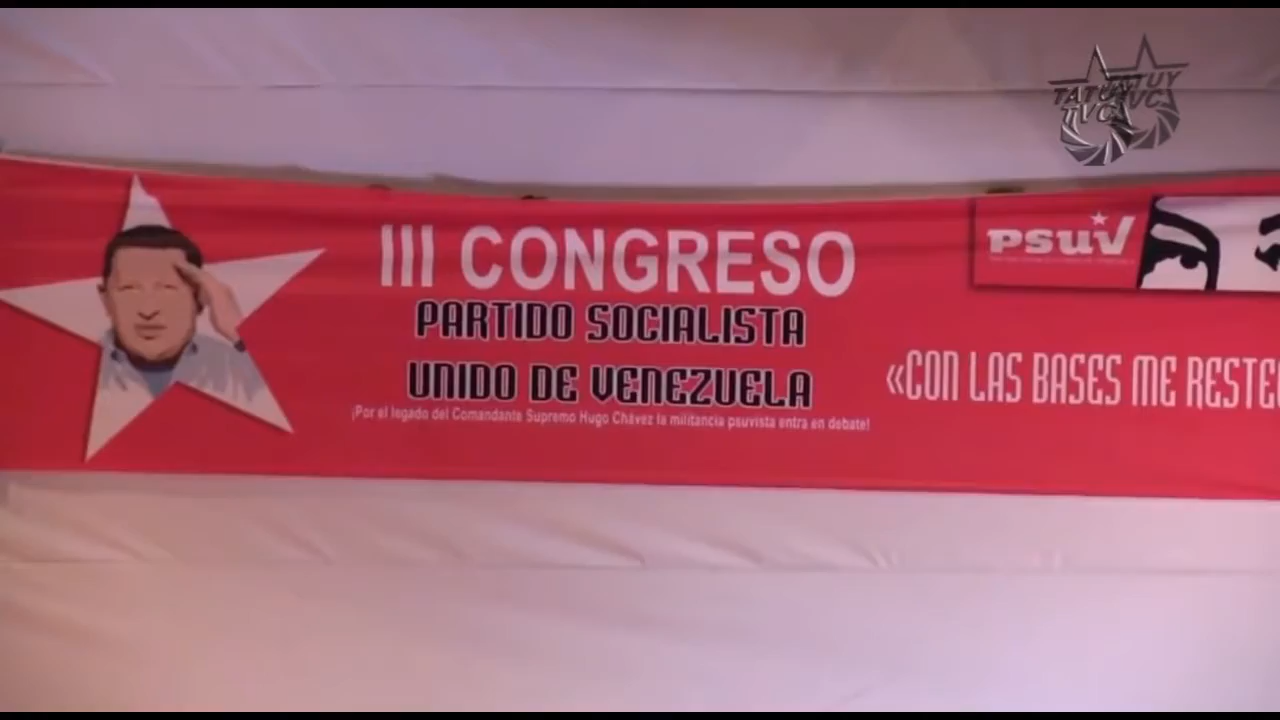 TATUY
TVC
III CONGRESO
PARTIDO SOCIALISTA
UNIDO DE VENEZUELA
¡Por el legado del Comandante Supremo Hugo Chávez la militancia psuvista entra en debate!
PSUV
«CON LAS BASES ME RESTE